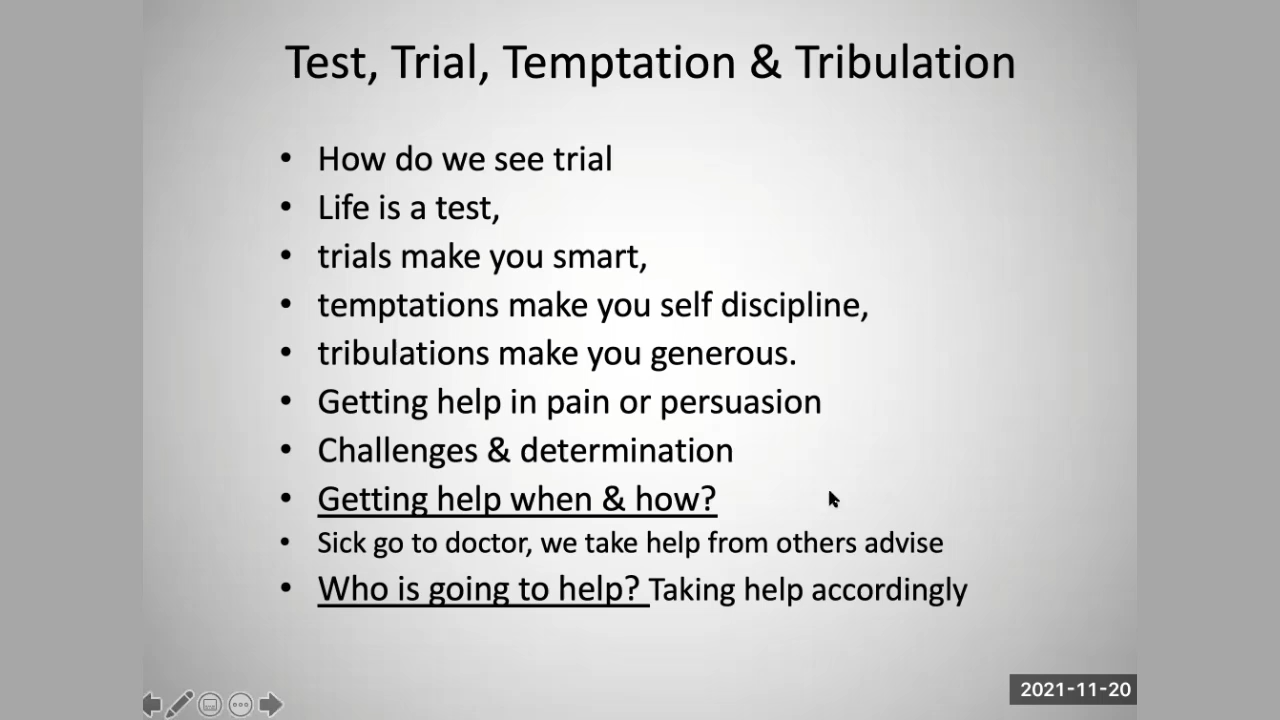 Test, Trial, Temptation & Tribulation
• How do we see trial
• Life is a test,
• trials make you smart,
• temptations make you self discipline,
• tribulations make you generous.
• Getting help in pain or persuasion
• Challenges & determination
• Getting help when & how?
• Sick go to doctor, we take help from others advise
• Who is going to help? Taking help accordingly
2021-11-20